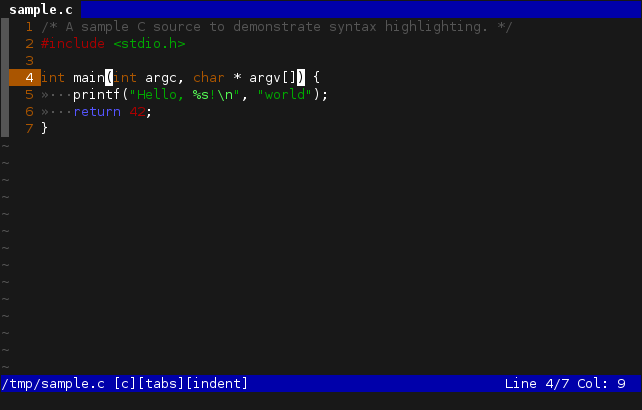 sample.c
1 /* A sample C source to demonstrate syntax highlighting. */
2 #include <stdio.h>
3
4 int main(int argc, char * argv[]) {
5 »···printf("Hello, %s!\n", "world");
6 »···return 42;
7 }
~
~
~
~
~
~
~
~
~
~
~
~
~
~
/tmp/sample.c [c][tabs][indent] Line 4/7 Col: 9